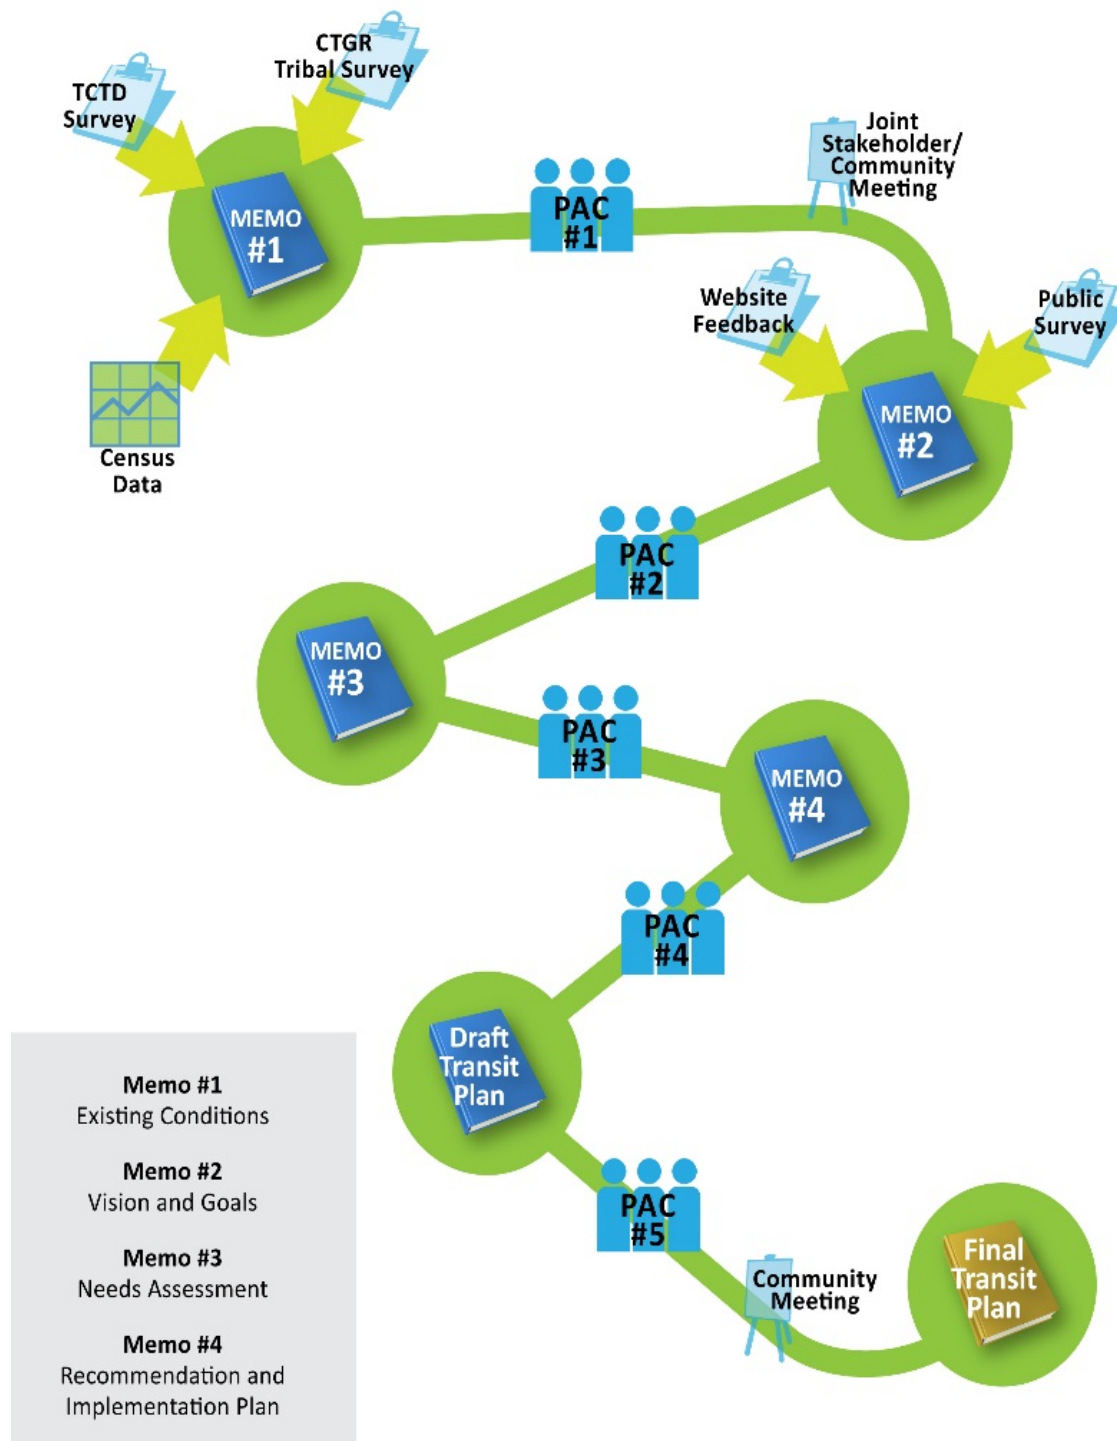 CTGR
Tribal Survey
TCTD
Survey
MEMO
#1
PAC
#1
Joint
Stakeholder/
Community
Meeting
Census
Data
Website
Feedback
Public
Survey
MEMO
#2
PAC
#2
MEMO
#3
PAC
#3
MEMO
#4
PAC
#4
Draft
Transit
Plan
PAC
#5
Community
Meeting
Final
Transit
Plan
Memo #1
Existing Conditions
Memo #2
Vision and Goals
Memo #3
Needs Assessment
Memo #4
Recommendation and
Implementation Plan